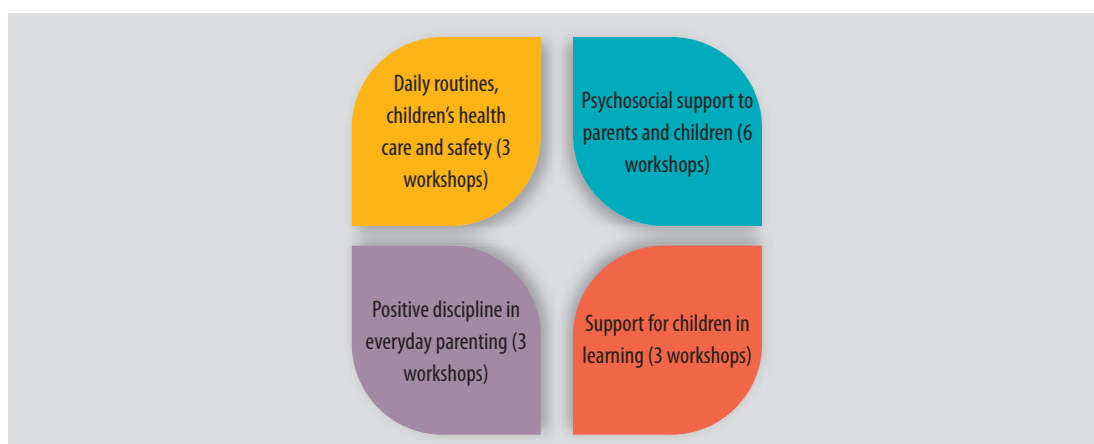 Daily routines,
children’s health
care and safety (3
workshops)
Psychosocial support to
parents and children (6
workshops)
Positive discipline in
everyday parenting (3
workshops)
Support for children in
learning (3 workshops)